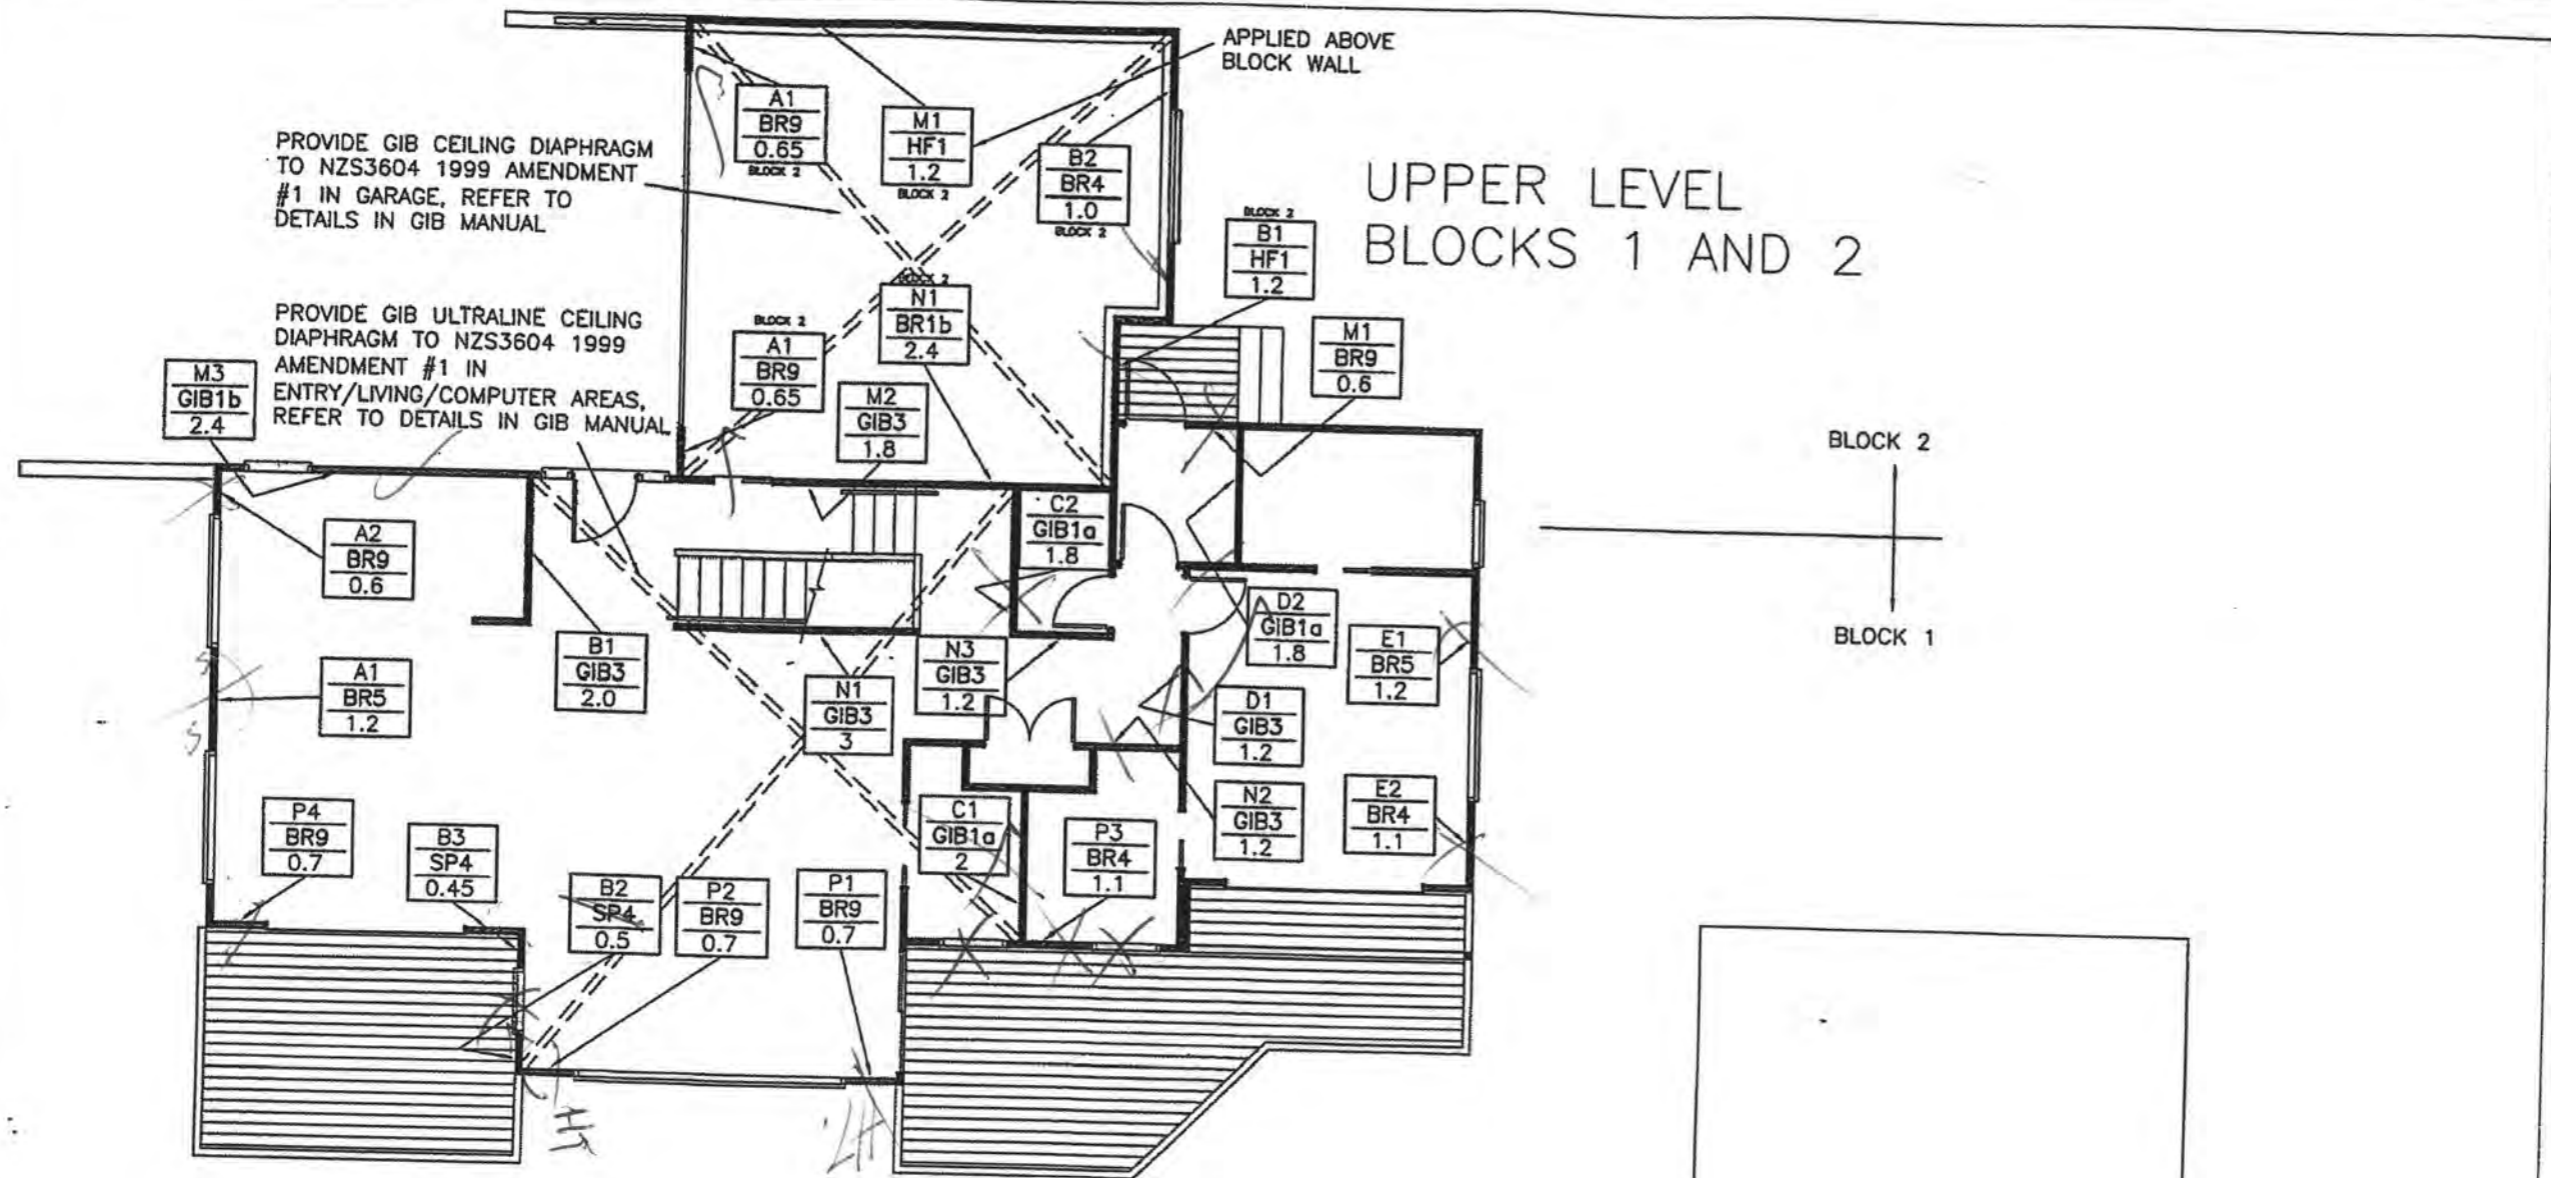 APPLIED ABOVE
BLOCK WALL
A1
BR9
0.65
BLOCK 2
M1
HF1
1.2
BLOCK 2
B2
BR4
1.0
BLOCK 2
PROVIDE GIB CEILING DIAPHRAGM
TO NZS3604 1999 AMENDMENT
#1 IN GARAGE, REFER TO
DETAILS IN GIB MANUAL
UPPER LEVEL
BLOCKS 1 AND 2
BLOCK 2
B1
HF1
1.2
BLOCK 2
N1
BR1b
2.4
PROVIDE GIB ULTRALINE CEILING
DIAPHRAGM TO NZS3604 1999
AMENDMENT #1 IN
ENTRY/LIVING/COMPUTER AREAS,
REFER TO DETAILS IN GIB MANUAL
BLOCK 2
A1
BR9
0.65
M1
BR9
0.6
M3
GIB1b
2.4
M2
GIB3
1.8
BLOCK 2
BLOCK 1
C2
GIB1a
1.8
A2
BR9
0.6
D2
GIB1a
1.8
E1
BR5
1.2
B1
GIB3
2.0
N3
GIB3
1.2
A1
BR5
1.2
N1
GIB3
3
D1
GIB3
1.2
N2
GIB3
1.2
E2
BR4
1.1
P4
BR9
0.7
B3
SP4
0.45
C1
GIB1a
2
P3
BR4
1.1
B2
SP4
0.5
P2
BR9
0.7
P1
BR9
0.7
S
S